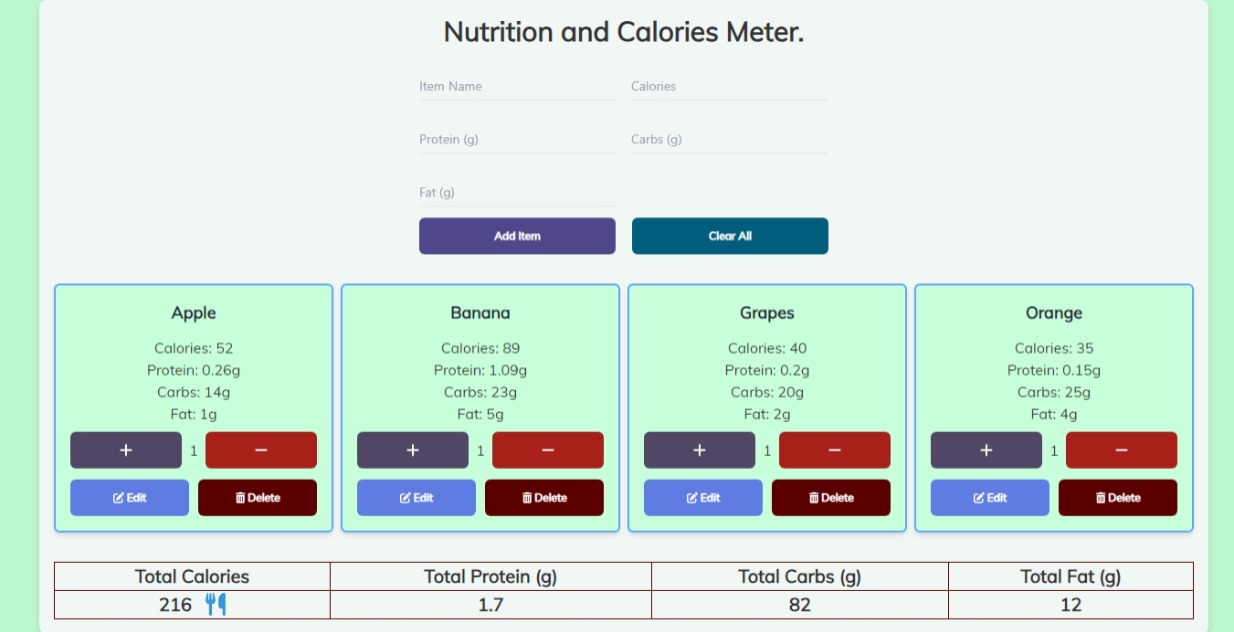 Nutrition and Calories Meter.
Item Name Calories
Protein (g) Carbs (g)
Fat (g)
Add Item Clear All
Apple Banana Grapes Orange
Calories: 52 Calories: 89 Calories: 40 Calories: 35
Protein: 0.26g Protein: 1.09g Protein: 0.2g Protein: 0.15g
Carbs: 14g Carbs: 23g Carbs: 20g Carbs: 25g
Fat: 1g Fat: 5g Fat: 2g Fat: 4g
+ 1 − + 1 − + 1 − + 1 −
Edit Delete Edit Delete Edit Delete Edit Delete
Total Calories Total Protein (g) Total Carbs (g) Total Fat (g)
216 1.7 82 12